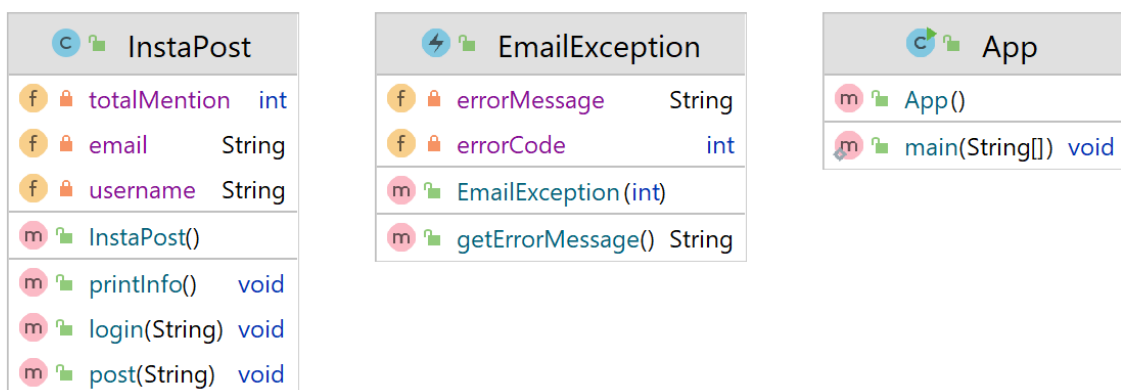 InstaPost
totalMention int
email String
username String
InstaPost()
printInfo() void
login(String) void
post(String) void
EmailException
errorMessage String
errorCode int
EmailException(int)
getErrorMessage() String
App
App()
main(String[]) void